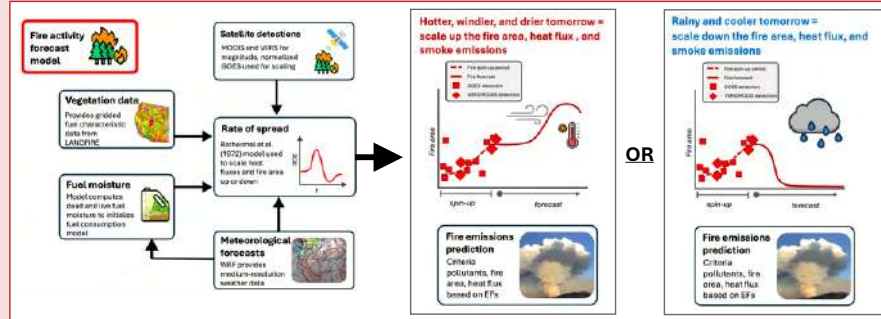 Fire activity
forecast
model
Satellite detections
MODIS and VIIRS for
magnitude, normalized
GOES used for scaling
Vegetation data
Provides gridded
fuel characteristic
data from
LANDFIRE
Rate of spread
Rothermel et al.
(1972) model used
to scale heat
fluxes and fire area
up or down
Fuel moisture
Model computes
dead and live fuel
moisture to initialize
fuel consumption
model
Meteorological
forecasts
WRF provides
medium-resolution
weather data
Hotter, windier, and drier tomorrow =
scale up the fire area, heat flux , and
smoke emissions
Fire spin-up period
Fire forecast
GOES detection
VIIRS/MODIS detection
Fire area
spin-up
forecast
Fire emissions
prediction
Criteria
pollutants, fire
area, heat flux
based on EFs
OR
Rainy and cooler tomorrow =
scale down the fire area, heat flux, and
smoke emissions
Fire spin-up period
Fire forecast
GOES detection
VIIRS/MODIS detection
Fire area
spin-up
forecast
Fire emissions
prediction
Criteria
pollutants, fire
area, heat flux
based on EFs